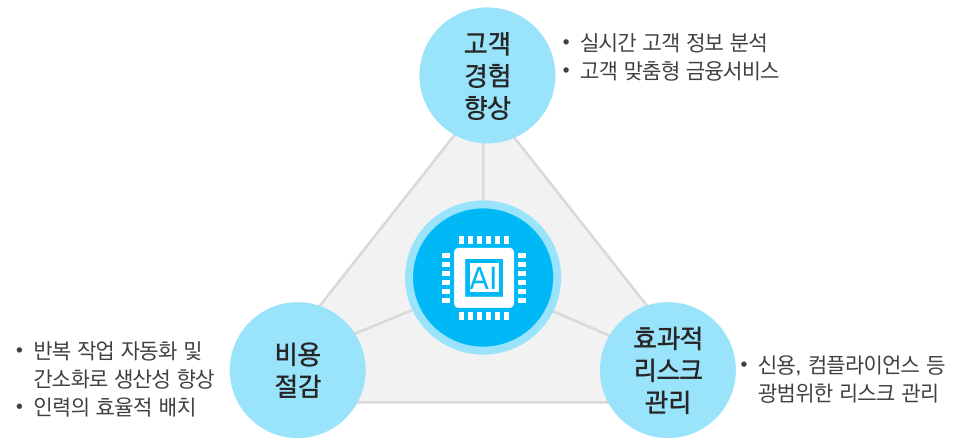 고객
경험
향상
• 실시간 고객 정보 분석
• 고객 맞춤형 금융서비스
AI
• 반복 작업 자동화 및
간소화로 생산성 향상
• 인력의 효율적 배치
비용
절감
효과적
리스크
관리
• 신용, 컴플라이언스 등
광범위한 리스크 관리